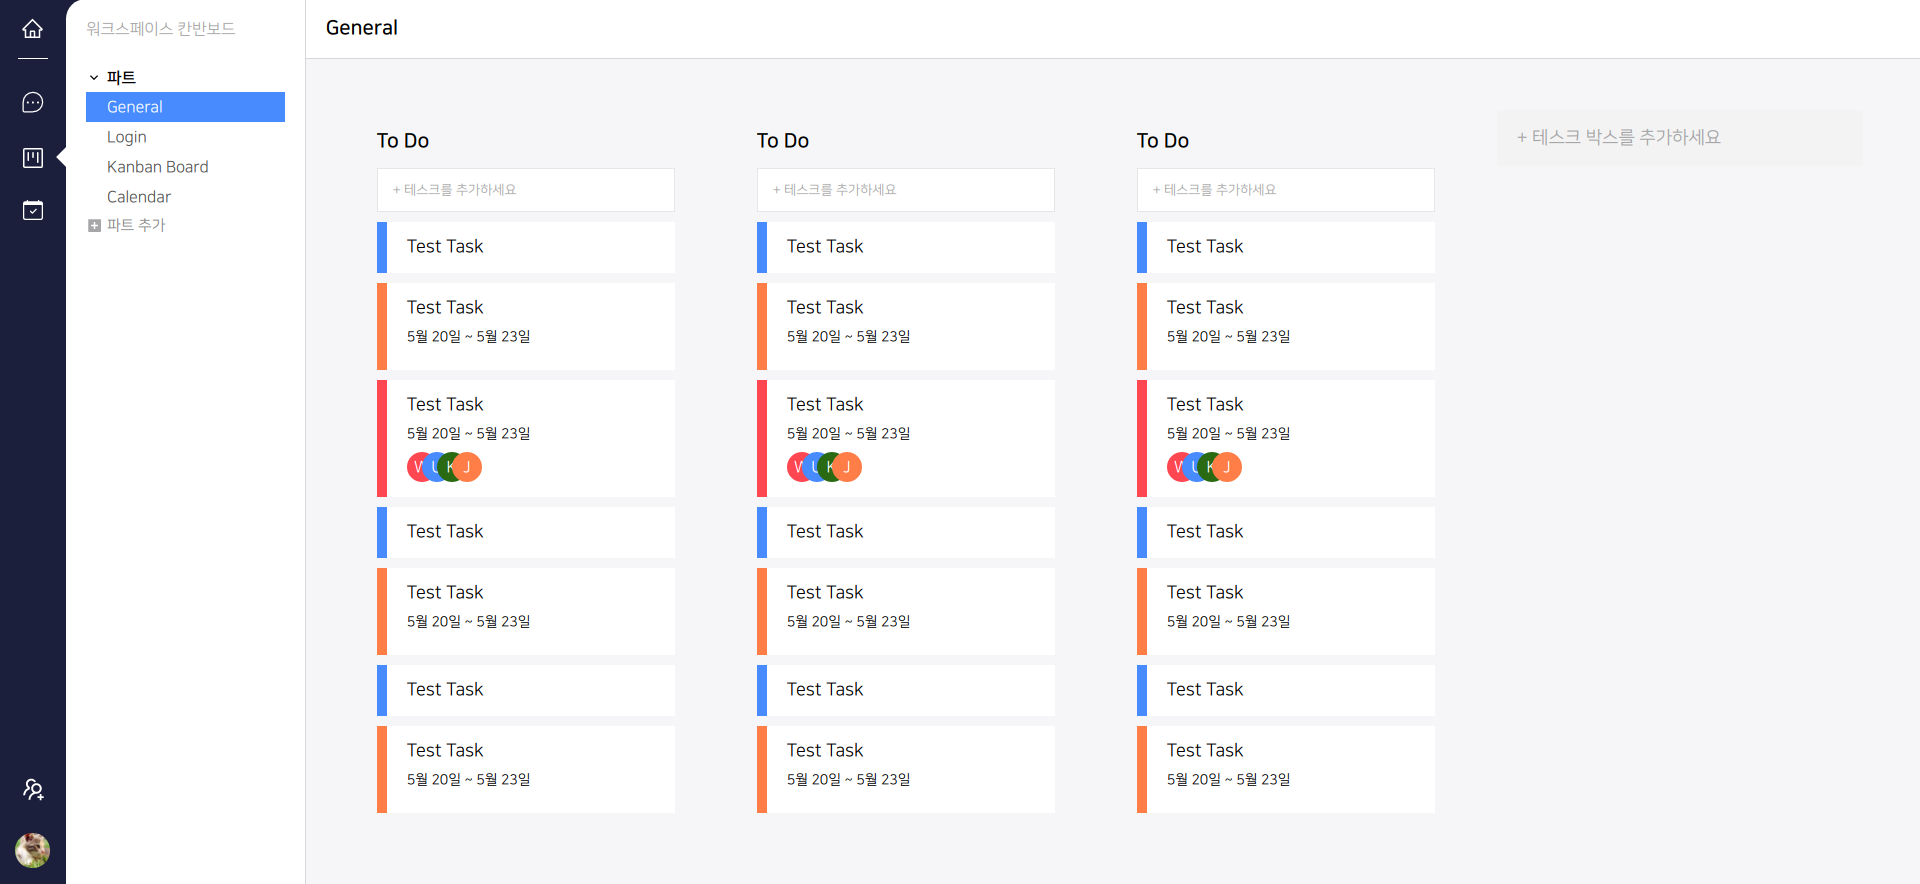 워크스페이스 칸반보드
파트
General
Login
Kanban Board
Calendar
파트 추가
General
To Do
+ 테스크를 추가하세요
Test Task
Test Task
5월 20일 ~ 5월 23일
Test Task
5월 20일 ~ 5월 23일
W U K J
Test Task
Test Task
5월 20일 ~ 5월 23일
Test Task
Test Task
5월 20일 ~ 5월 23일
To Do
+ 테스크를 추가하세요
Test Task
Test Task
5월 20일 ~ 5월 23일
Test Task
5월 20일 ~ 5월 23일
W U K J
Test Task
Test Task
5월 20일 ~ 5월 23일
Test Task
Test Task
5월 20일 ~ 5월 23일
To Do
+ 테스크를 추가하세요
Test Task
Test Task
5월 20일 ~ 5월 23일
Test Task
5월 20일 ~ 5월 23일
W U K J
Test Task
Test Task
5월 20일 ~ 5월 23일
Test Task
Test Task
5월 20일 ~ 5월 23일
+ 테스크 박스를 추가하세요